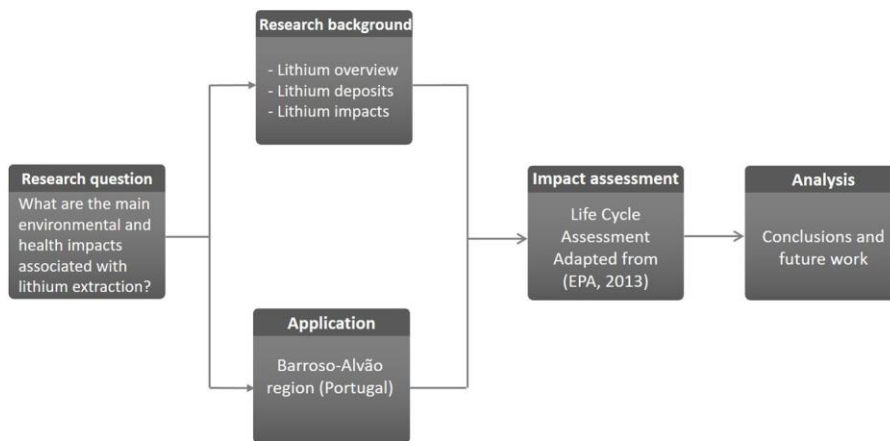 Research background
- Lithium overview
- Lithium deposits
- Lithium impacts
Research question
What are the main
environmental and
health impacts
associated with
lithium extraction?
Application
Barroso-Alvão
region (Portugal)
Impact assessment
Life Cycle
Assessment
Adapted from
(EPA, 2013)
Analysis
Conclusions and
future work